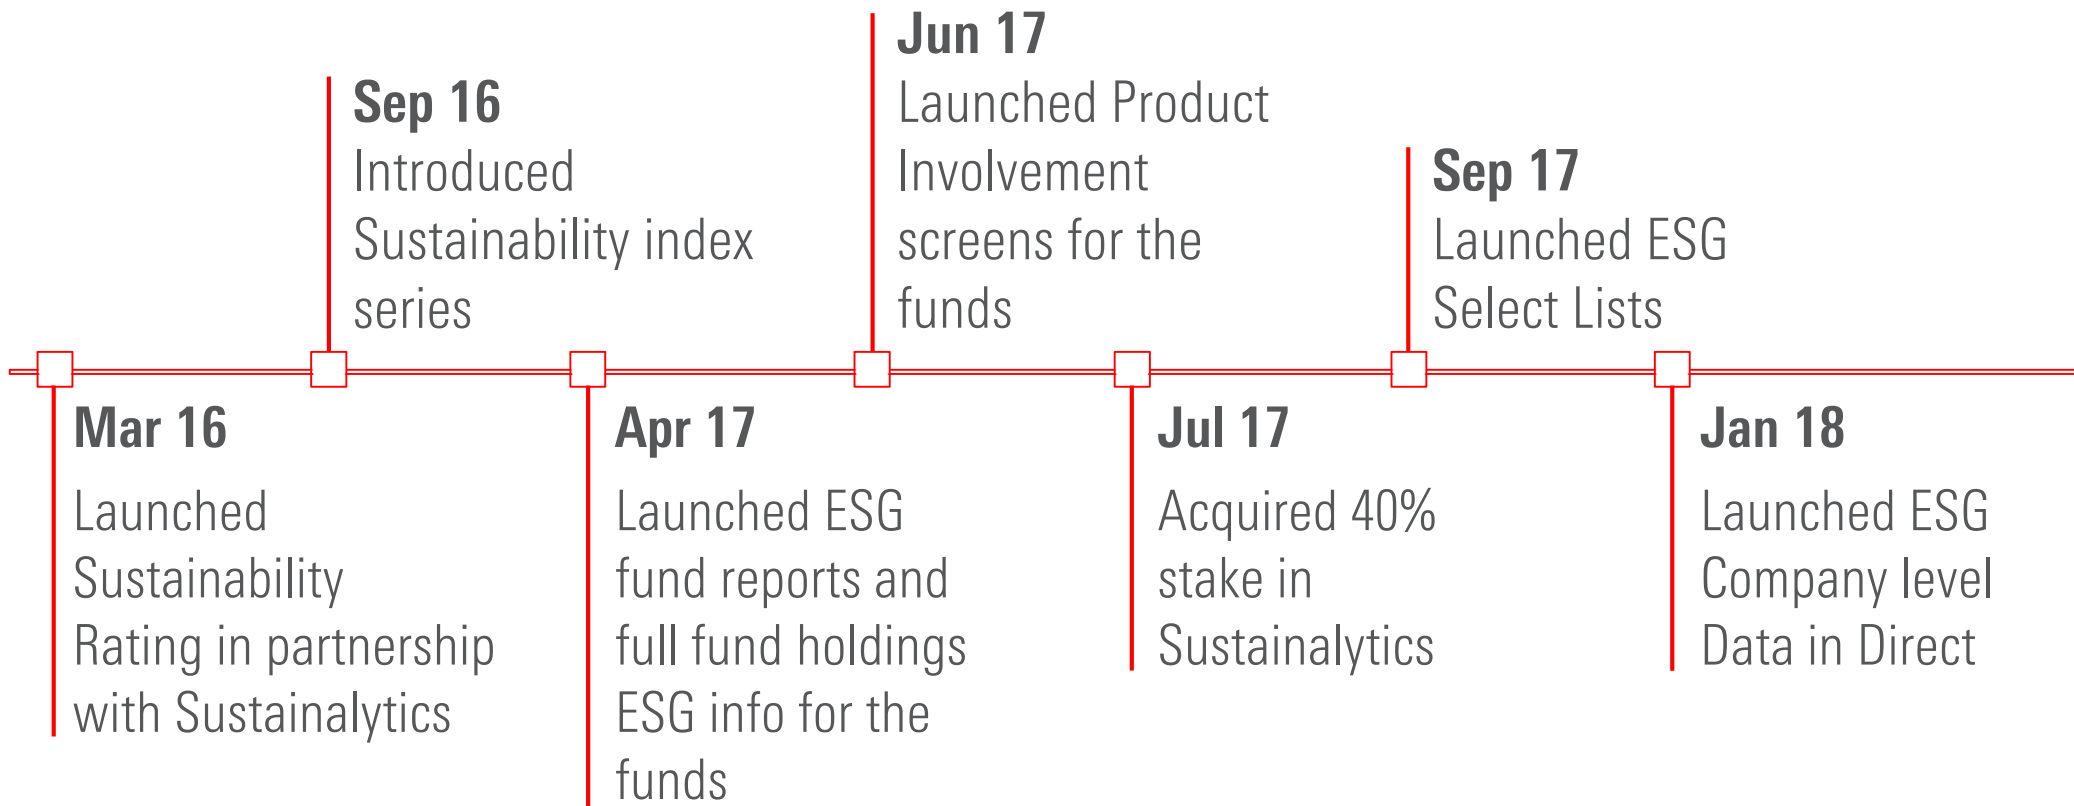 Mar 16
Launched
Sustainability
Rating in partnership
with Sustainalytics
Sep 16
Introduced
Sustainability index
series
Apr 17
Launched ESG
fund reports and
full fund holdings
ESG info for the
funds
Jun 17
Launched Product
Involvement
screens for the
funds
Jul 17
Acquired 40%
stake in
Sustainalytics
Sep 17
Launched ESG
Select Lists
Jan 18
Launched ESG
Company level
Data in Direct